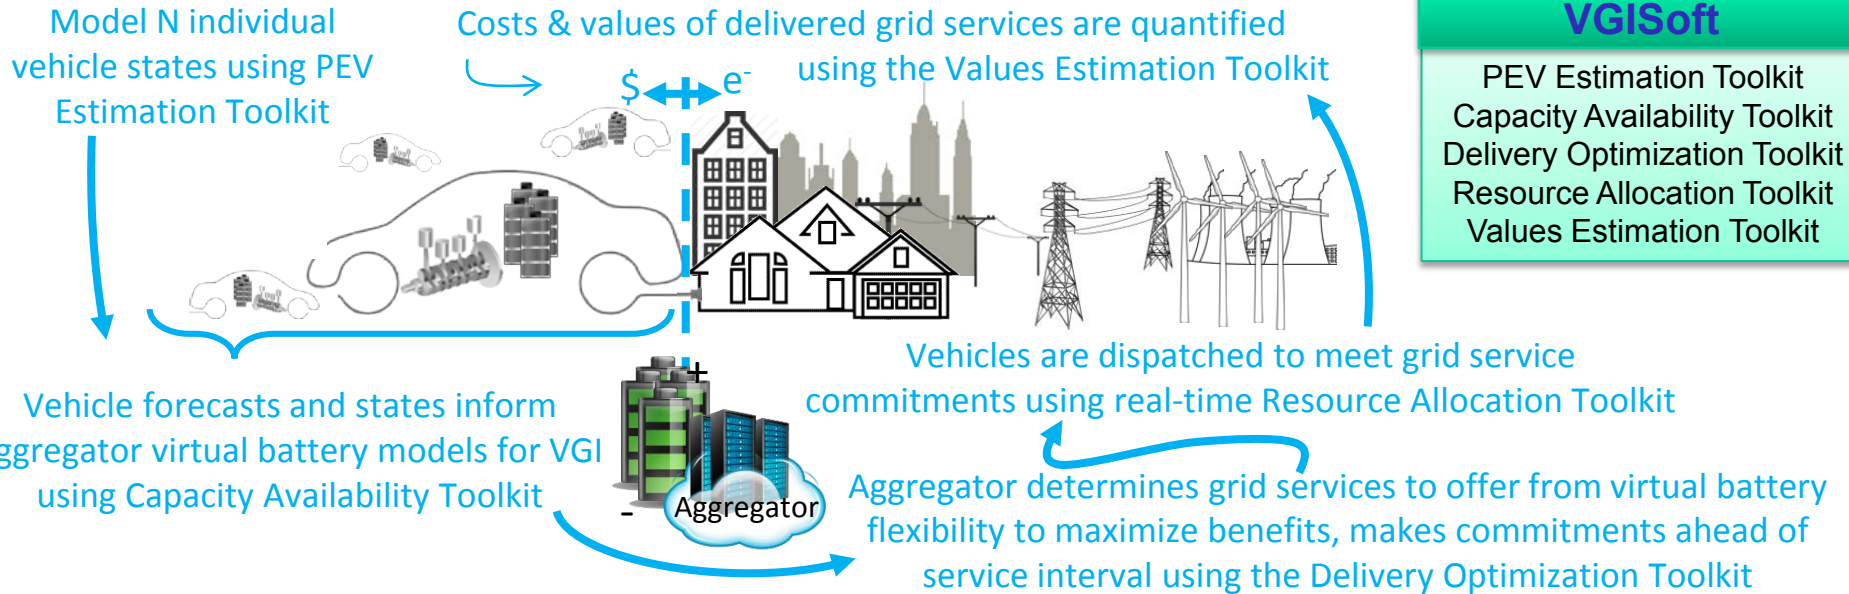 Model N individual
vehicle states using PEV
Estimation Toolkit
Costs & values of delivered grid services are quantified
using the Values Estimation Toolkit
$
e-
VGISoft
PEV Estimation Toolkit
Capacity Availability Toolkit
Delivery Optimization Toolkit
Resource Allocation Toolkit
Values Estimation Toolkit
Vehicle forecasts and states inform
ggregator virtual battery models for VGI
using Capacity Availability Toolkit
+
-
Aggregator
Vehicles are dispatched to meet grid service
commitments using real-time Resource Allocation Toolkit
Aggregator determines grid services to offer from virtual battery
flexibility to maximize benefits, makes commitments ahead of
service interval using the Delivery Optimization Toolkit